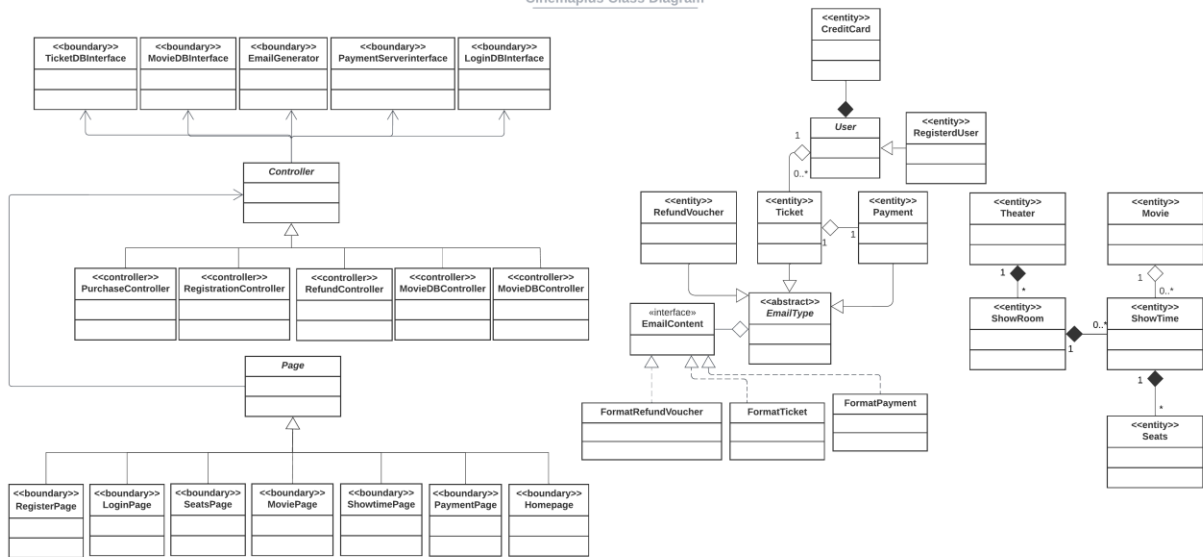 Cinemaplus Class Diagram
<<entity>>
CreditCard
<<boundary>>
TicketDBInterface
<<boundary>>
MovieDBInterface
<<boundary>>
EmailGenerator
<<boundary>>
PaymentServerinterface
<<boundary>>
LoginDBInterface
User
<<entity>>
RegisterdUser
1
0..*
Controller
<<entity>>
RefundVoucher
<<entity>>
Ticket
<<entity>>
Payment
1
1
<<entity>>
Theater
<<entity>>
Movie
1
*
1
0..*
<<controller>>
PurchaseController
<<controller>>
RegistrationController
<<controller>>
RefundController
<<controller>>
MovieDBController
<<controller>>
MovieDBController
«interface»
EmailContent
<<abstract>>
EmailType
<<entity>>
ShowRoom
<<entity>>
ShowTime
1
0..*
Page
1
*
FormatRefundVoucher
FormatTicket
FormatPayment
<<entity>>
Seats
<<boundary>>
RegisterPage
<<boundary>>
LoginPage
<<boundary>>
SeatsPage
<<boundary>>
MoviePage
<<boundary>>
ShowtimePage
<<boundary>>
PaymentPage
<<boundary>>
Homepage